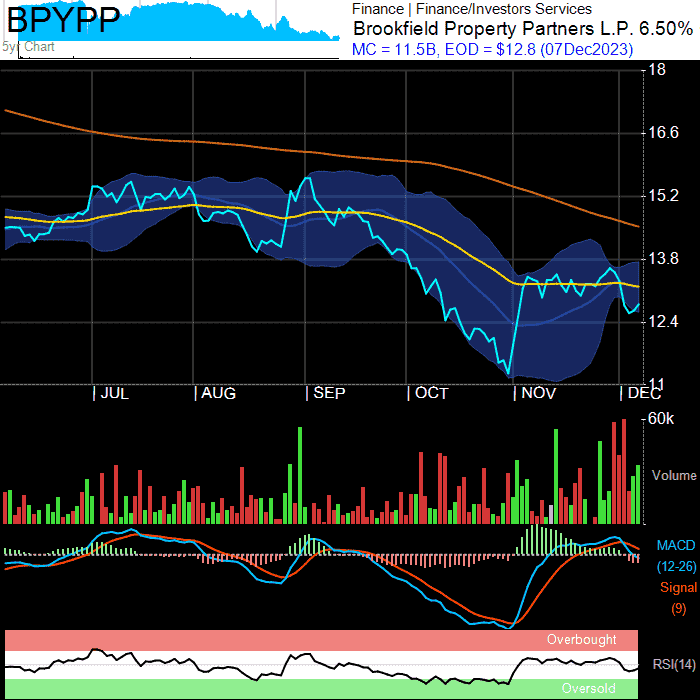 BPYPP
5yr Chart
Finance | Finance/Investors Services
Brookfield Property Partners L.P. 6.50%
MC = 11.5B, EOD = $12.8 (07Dec2023)
18
16.6
15.2
13.8
12.4
11
JUL
AUG
SEP
OCT
NOV
DEC
60k
Volume
MACD
(12-26)
Signal
(9)
Overbought
RSI(14)
Oversold